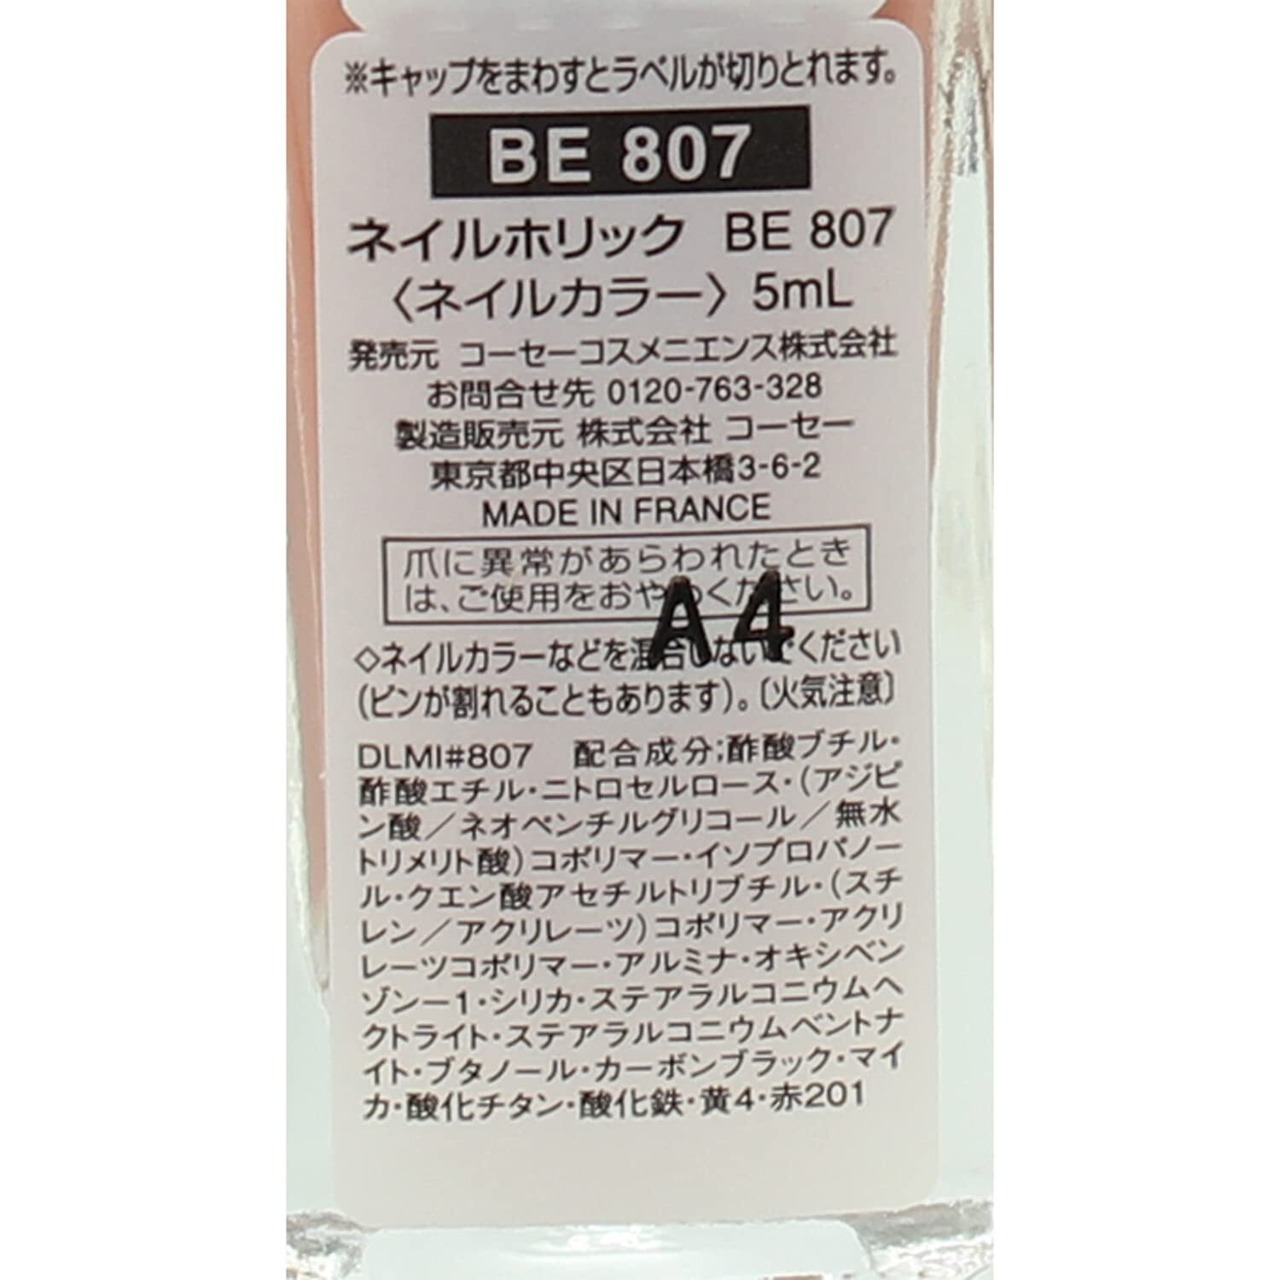 ※キャップをまわすとラベルが切りとれます。
BE 807
ネイルホリック BE 807
〈ネイルカラー〉5mL
発売元 コーセーコスメニエンス株式会社
お問合せ先 0120-763-328
製造販売元 株式会社 コーセー
東京都中央区日本橋3-6-2
MADE IN FRANCE
爪に異常があらわれたとき
は、ご使用をおやめください。
A4
◇ネイルカラーなどを混合しないでください
(ビンが割れることもあります)。〔火気注意〕
DLMI#807 配合成分;酢酸ブチル・
酢酸エチル・ニトロセルロース・(アジピ
ン酸/ネオペンチルグリコール/無水
トリメリト酸)コポリマー・イソプロパノー
ル・クエン酸アセチルトリブチル・(スチ
レン/アクリレーツ)コポリマー・アクリ
レーツコポリマー・アルミナ・オキシベン
ゾン-1・シリカ・ステアラルコニウムヘ
クトライト・ステアラルコニウムベントナ
イト・ブタノール・カーボンブラック・マイ
カ・酸化チタン・酸化鉄・黄4・赤201